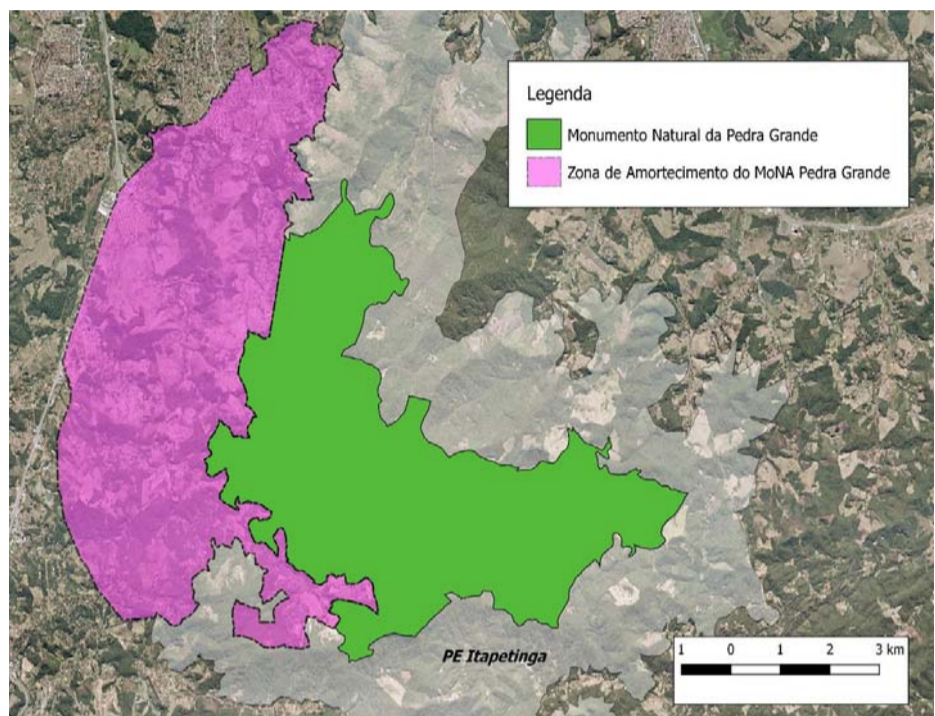 Legenda
Monumento Natural da Pedra Grande
Zona de Amortecimento do MoNA Pedra Grande
PE Itapetinga
1 0 1 2 3 km